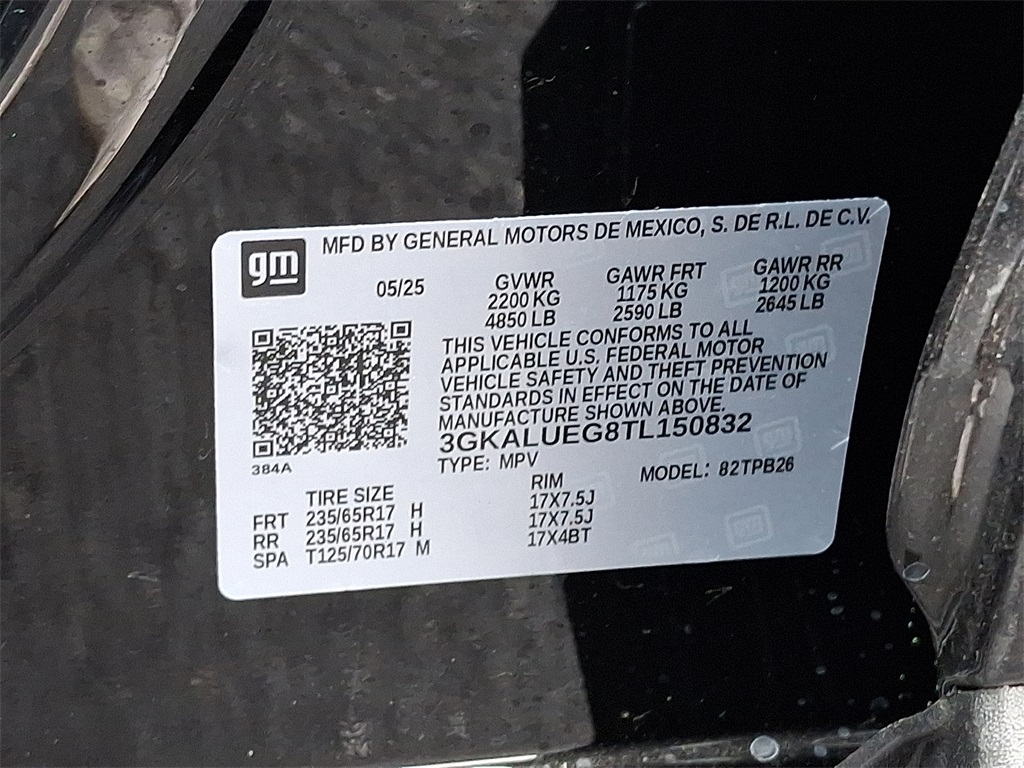 gm
MFD BY GENERAL MOTORS DE MEXICO, S. DE R.L. DE C.V.
05/25 GVWR GAWR FRT GAWR RR
2200 KG 1175 KG 1200 KG
4850 LB 2590 LB 2645 LB
THIS VEHICLE CONFORMS TO ALL
APPLICABLE U.S. FEDERAL MOTOR
VEHICLE SAFETY AND THEFT PREVENTION
STANDARDS IN EFFECT ON THE DATE OF
MANUFACTURE SHOWN ABOVE.
3GKALUEG8TL150832
384A
TYPE: MPV MODEL: 82TPB26
TIRE SIZE RIM
FRT 235/65R17 H 17X7.5J
RR 235/65R17 H 17X7.5J
SPA T125/70R17 M 17X4BT